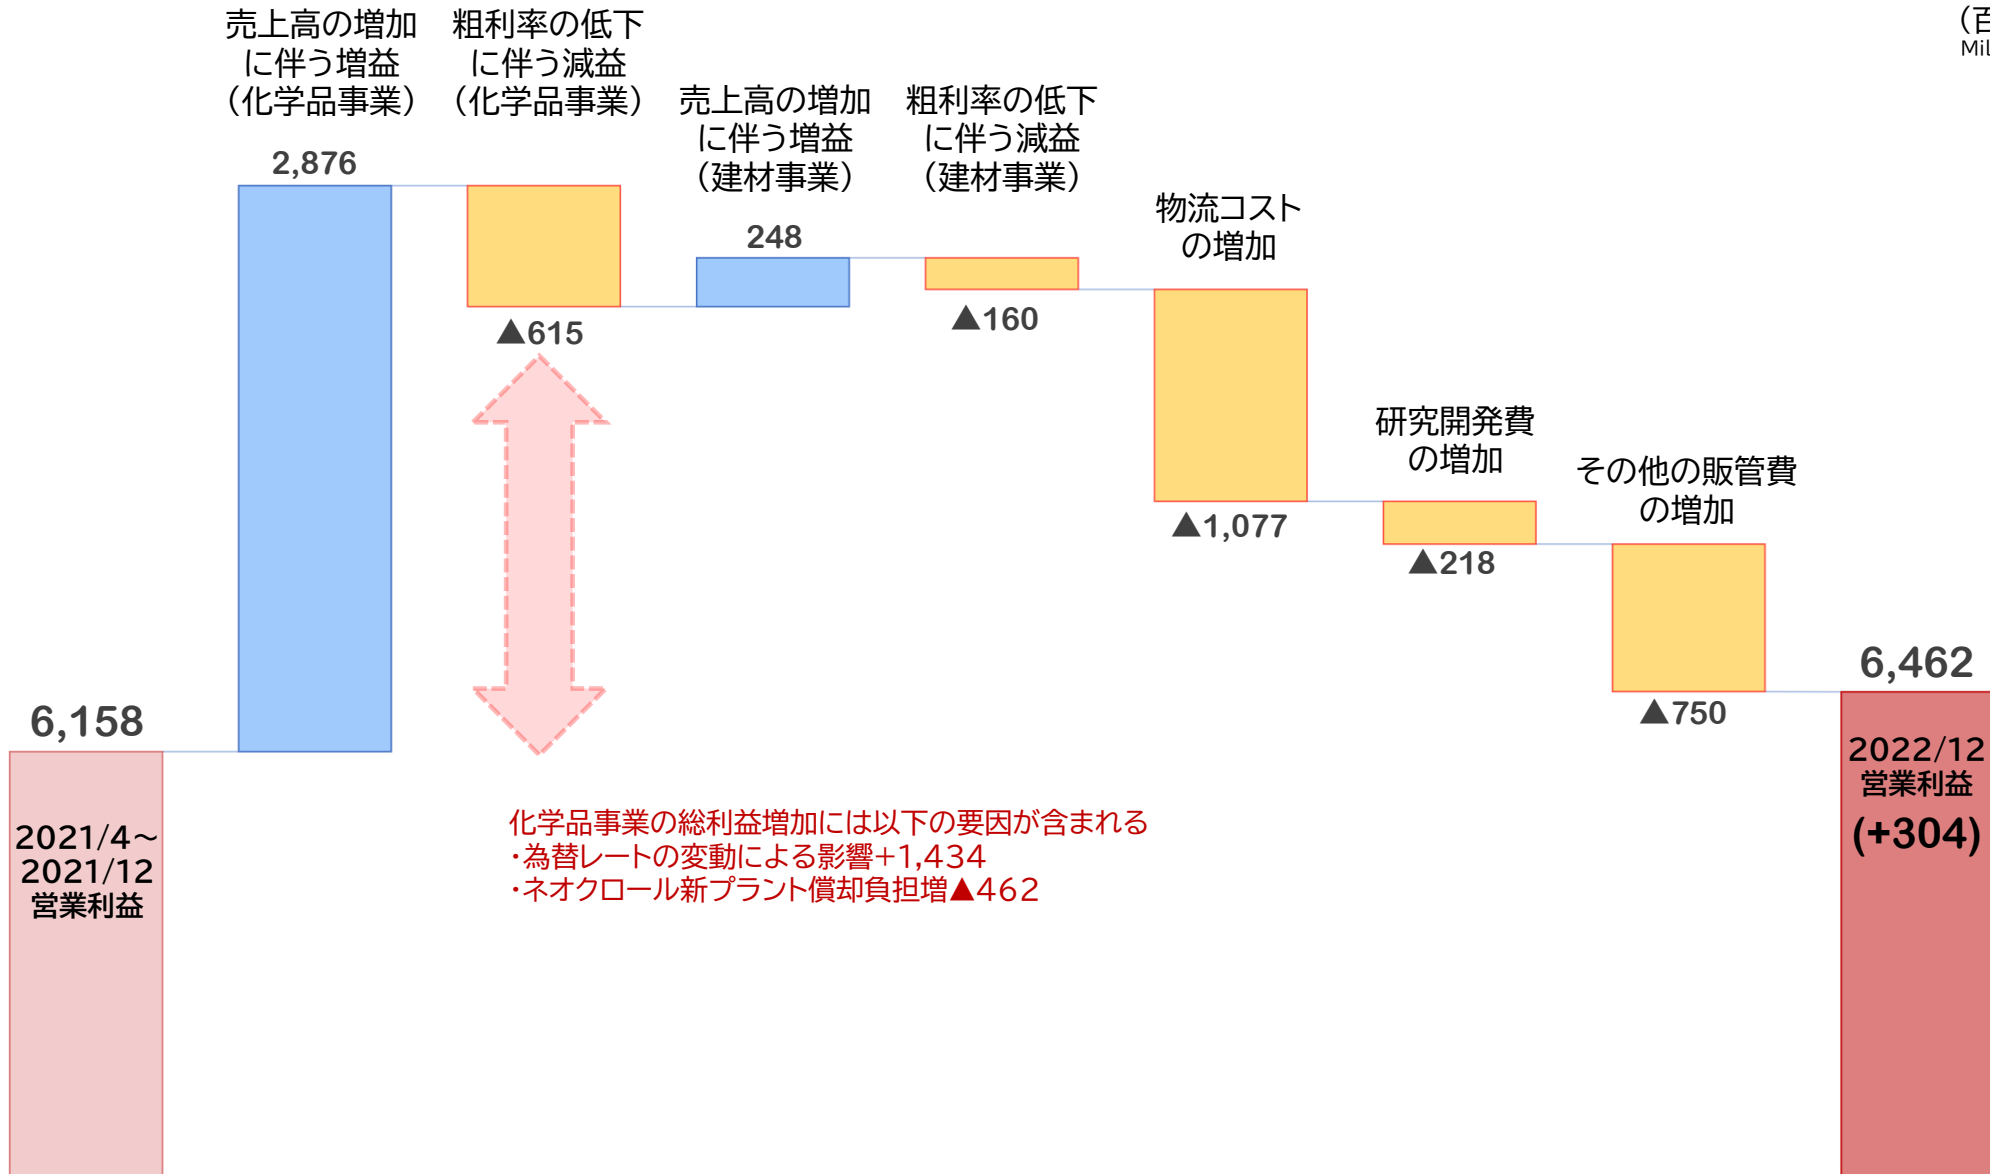 (百
Mil
売上高の増加
に伴う増益
（化学品事業）
2,876
粗利率の低下
に伴う減益
（化学品事業）
▲615
売上高の増加
に伴う増益
（建材事業）
248
粗利率の低下
に伴う減益
（建材事業）
▲160
物流コスト
の増加
▲1,077
研究開発費
の増加
▲218
その他の販管費
の増加
▲750
6,158
2021/4～
2021/12
営業利益
6,462
2022/12
営業利益
(+304)
化学品事業の総利益増加には以下の要因が含まれる
・為替レートの変動による影響+1,434
・ネオクロール新プラント償却負担増▲462